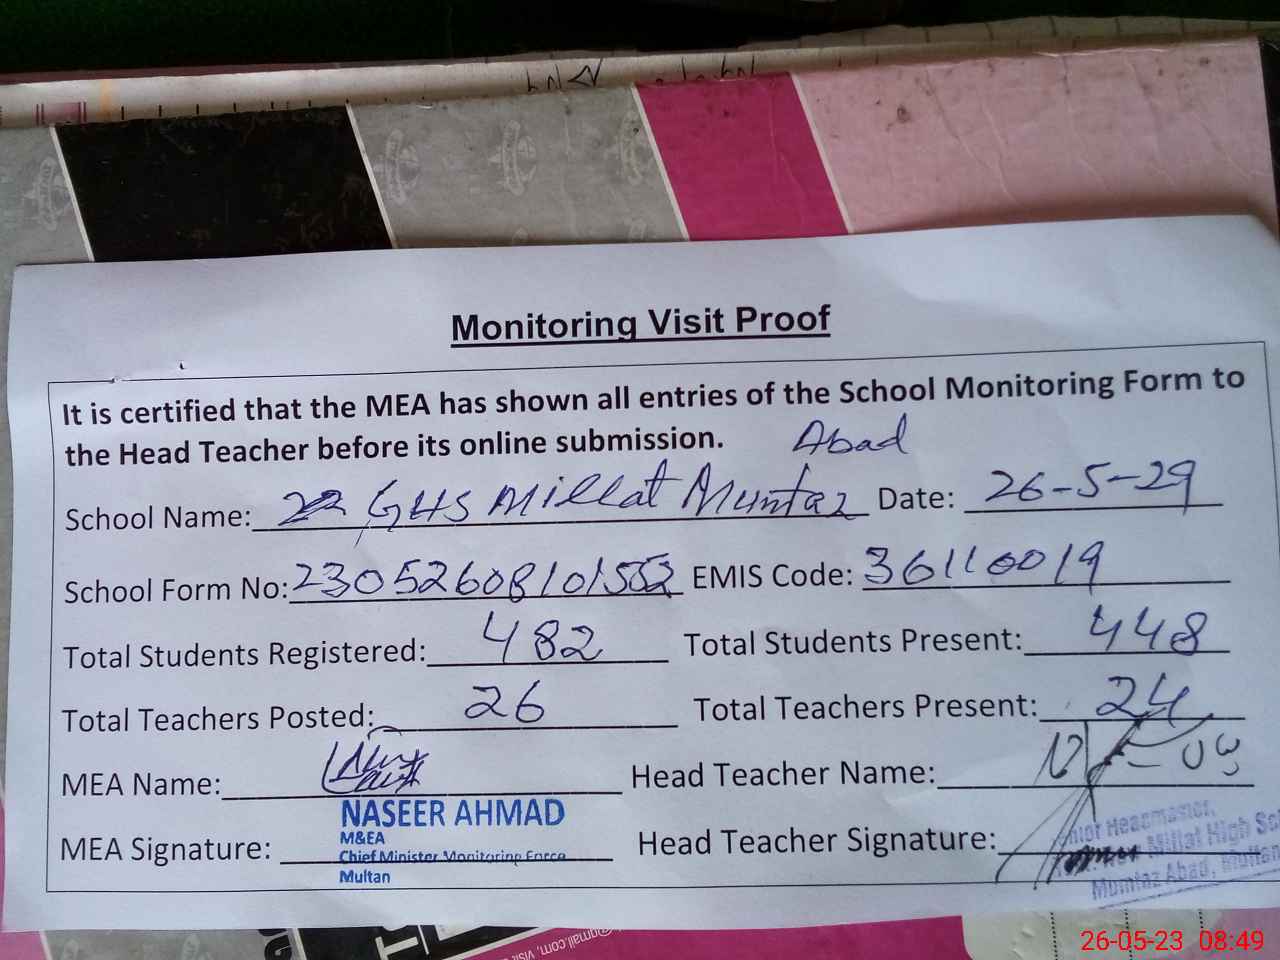 Monitoring Visit Proof
It is certified that the MEA has shown all entries of the School Monitoring Form to
the Head Teacher before its online submission.
Abad
School Name: GHS Millat Mumtaz Date: 26-5-29
School Form No: EMIS Code: 36110019
Total Students Registered: 482 Total Students Present: 448
Total Teachers Posted: 26 Total Teachers Present: 24
MEA Name: Head Teacher Name:
NASEER AHMAD
M&EA
MEA Signature: Head Teacher Signature:
Chief Minister Monitoring Force
Multan
Headmaster,
Millat High
Mumtaz Abad, Multan
@gmail.com, visit
26-05-23 08:49